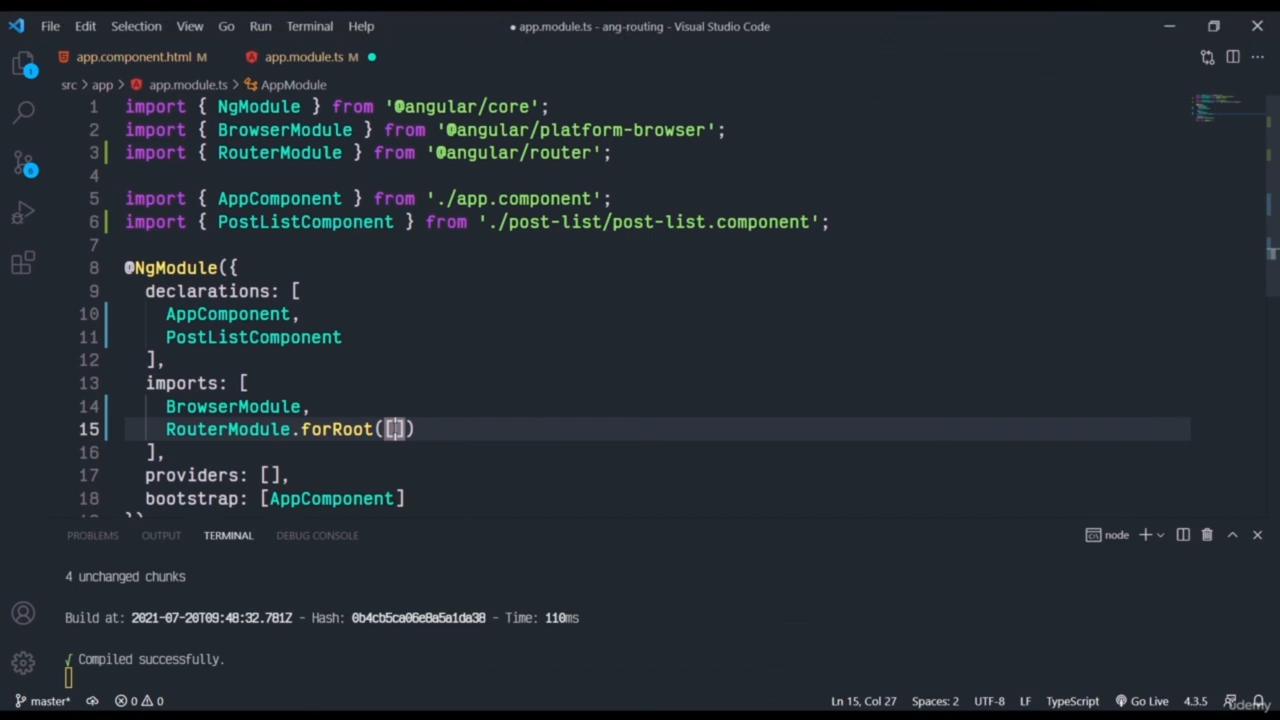 File Edit Selection View Go Run Terminal Help ● app.module.ts - ang-routing - Visual Studio Code
app.component.html M app.module.ts M ●
src > app > app.module.ts > AppModule
1 import { NgModule } from '@angular/core';
2 import { BrowserModule } from '@angular/platform-browser';
3 import { RouterModule } from '@angular/router';
4
5 import { AppComponent } from './app.component';
6 import { PostListComponent } from './post-list/post-list.component';
7
8 @NgModule({
9 declarations: [
10 AppComponent,
11 PostListComponent
12 ],
13 imports: [
14 BrowserModule,
15 RouterModule.forRoot([])
16 ],
17 providers: [],
18 bootstrap: [AppComponent]
PROBLEMS OUTPUT TERMINAL DEBUG CONSOLE node
4 unchanged chunks
Build at: 2021-07-20T09:48:32.781Z - Hash: 0b4cb5ca06e8a5a1da38 - Time: 110ms
√ Compiled successfully.
master* 0 0 Ln 15, Col 27 Spaces: 2 UTF-8 LF TypeScript Go Live 4.3.5
udemy